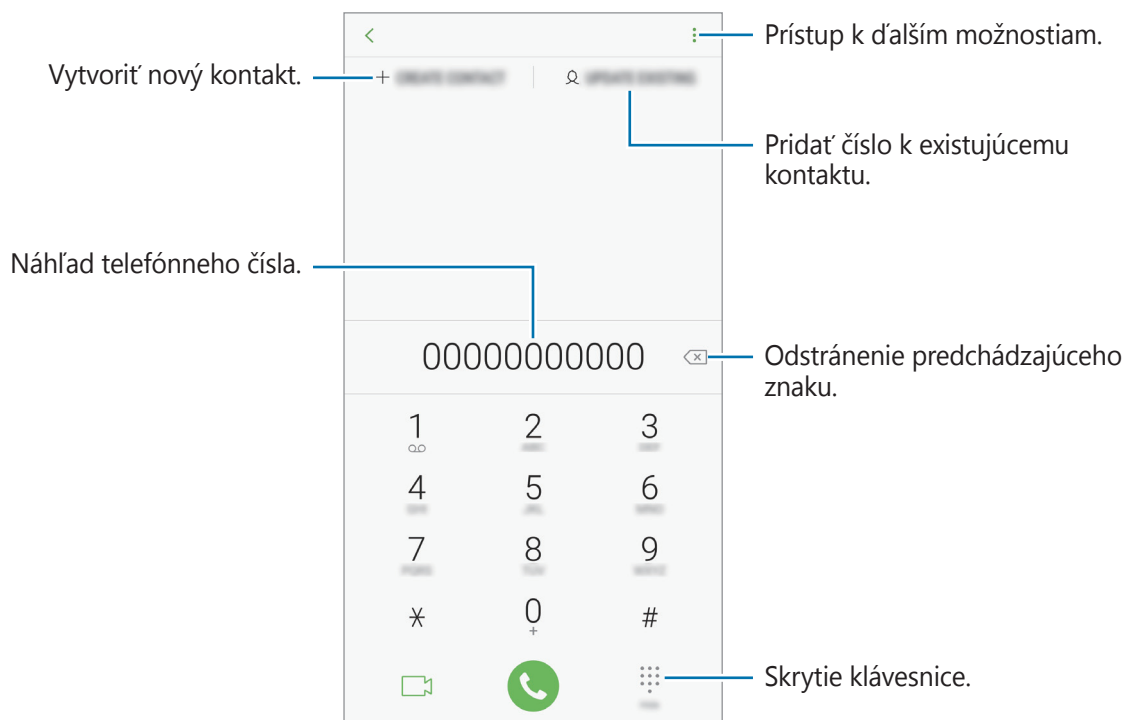 Prístup k ďalším možnostiam.
Vytvoriť nový kontakt.
Pridať číslo k existujúcemu
kontaktu.
Náhľad telefónneho čísla.
00000000000
Odstránenie predchádzajúceho
znaku.
1 2 3
4 5 6
7 8 9
* 0 #
+
Skrytie klávesnice.